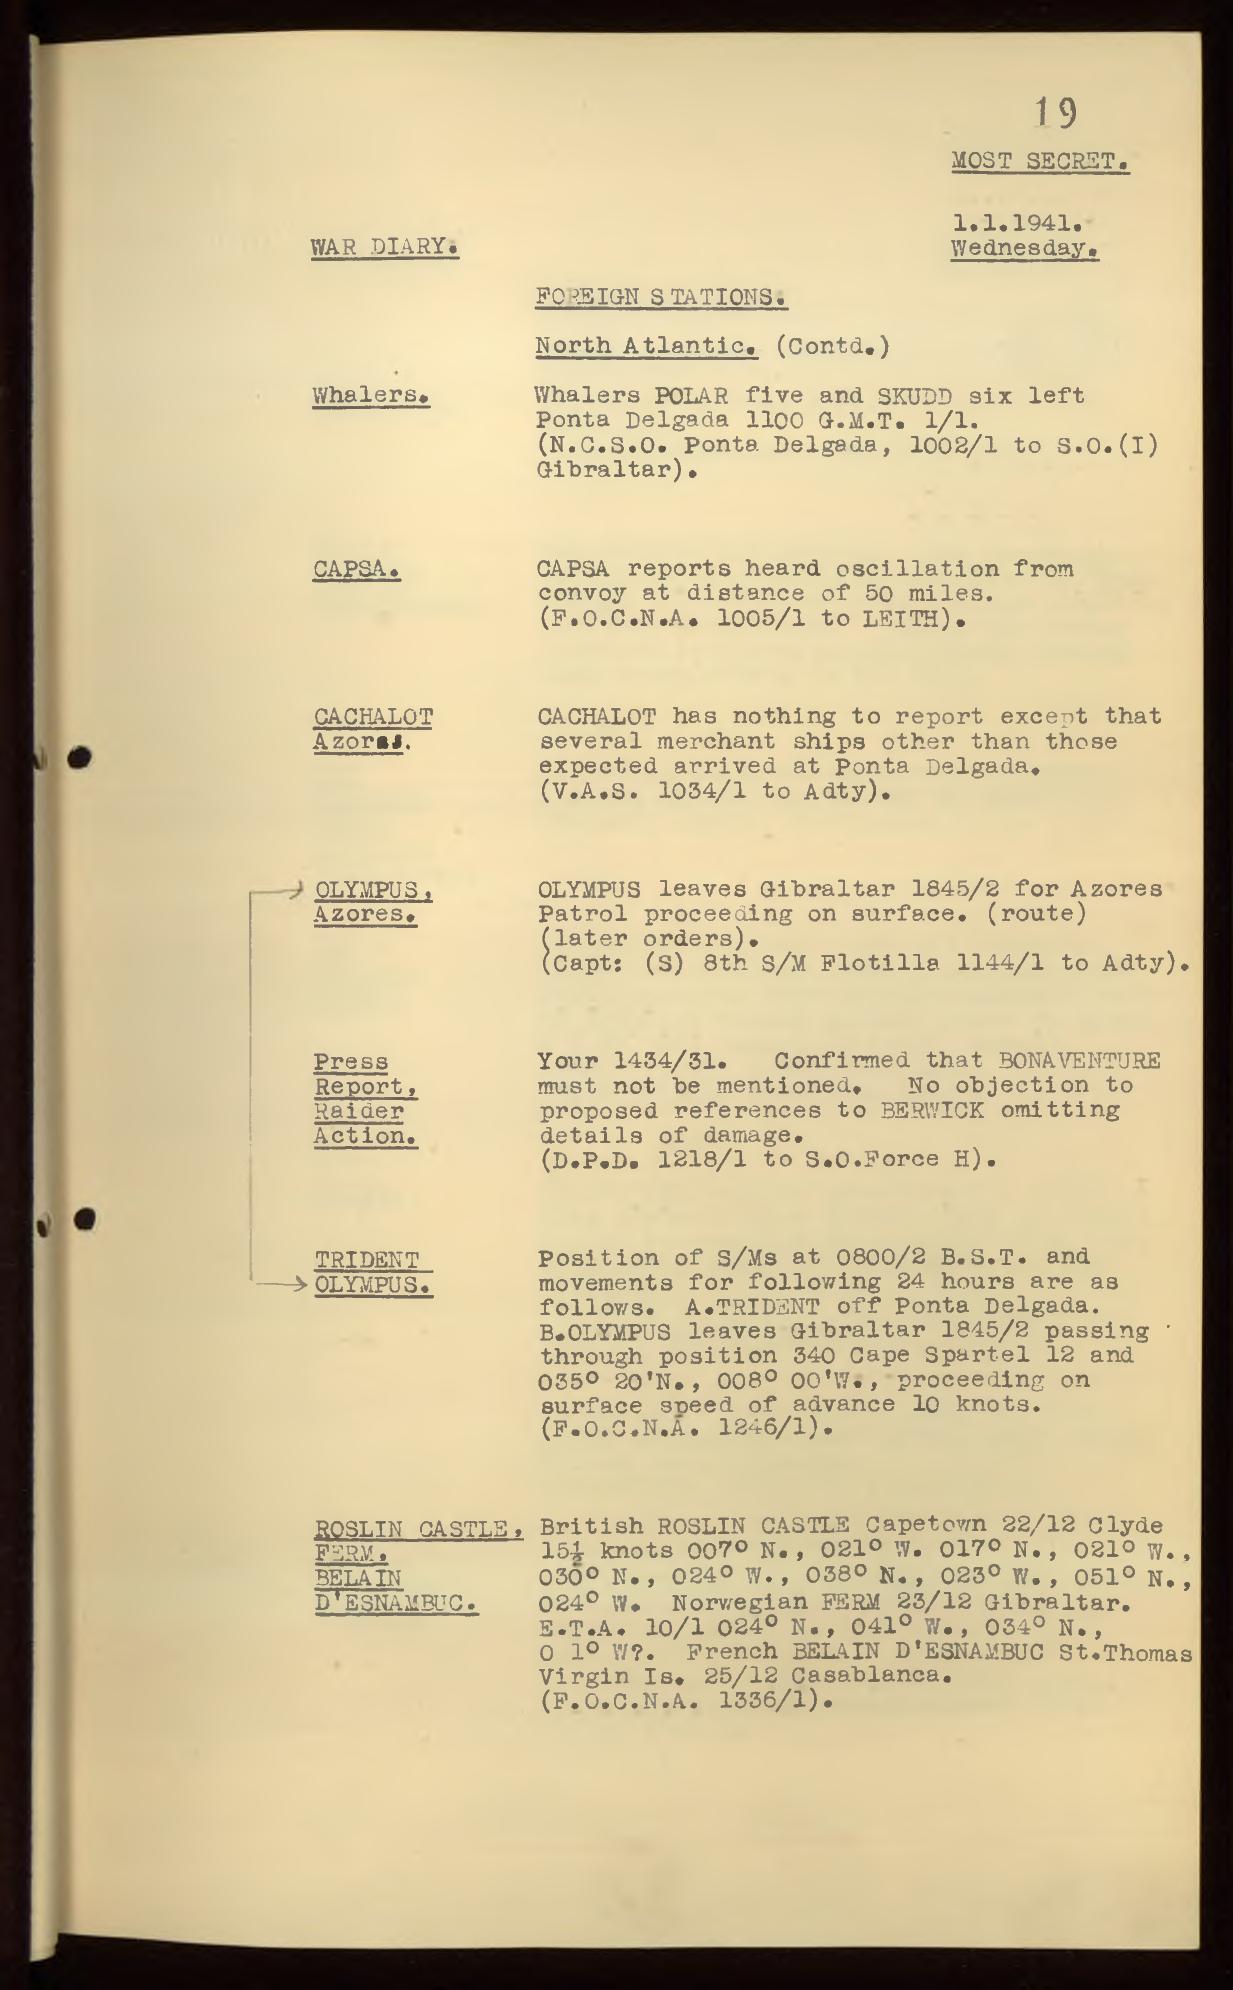 19
MOST SECRET.
1.1.1941.
WAR DIARY.
Wednesday.
FOREIGN STATIONS.
North Atlantic. (Contd.)
Whalers.
Whalers POLAR five and SKUDD six left
Ponta Delgada 1100 G.M.T. 1/1.
(N.C.S.O. Ponta Delgada, 1002/1 to S.O.(I)
Gibraltar).
CAPSA.
CAPSA reports heard oscillation from
convoy at distance of 50 miles.
(F.O.C.N.A. 1005/1 to LEITH).
CACHALOT
Azores.
CACHALOT has nothing to report except that
several merchant ships other than those
expected arrived at Ponta Delgada.
(V.A.S. 1034/1 to Adty).
OLYMPUS,
Azores.
OLYMPUS leaves Gibraltar 1845/2 for Azores
Patrol proceeding on surface. (route)
(later orders).
(Capt: (S) 8th S/M Flotilla 1144/1 to Adty).
Press
Report,
Raider
Action.
Your 1434/31. Confirmed that BONAVENTURE
must not be mentioned. No objection to
proposed references to BERWICK omitting
details of damage.
(D.P.D. 1218/1 to S.O.Force H).
TRIDENT
OLYMPUS.
Position of S/Ms at 0800/2 B.S.T. and
movements for following 24 hours are as
follows. A.TRIDENT off Ponta Delgada.
B.OLYMPUS leaves Gibraltar 1845/2 passing
through position 340 Cape Spartel 12 and
035° 20'N., 008° 00'W., proceeding on
surface speed of advance 10 knots.
(F.O.C.N.A. 1246/1).
ROSLIN CASTLE,
FERM,
BELAIN
D'ESNAMBUC.
British ROSLIN CASTLE Capetown 22/12 Clyde
15½ knots 007° N., 021° W. 017° N., 021° W.,
030° N., 024° W., 038° N., 023° W., 051° N.,
024° W. Norwegian FERM 23/12 Gibraltar.
E.T.A. 10/1 024° N., 041° W., 034° N.,
0 1° W?. French BELAIN D'ESNAMBUC St.Thomas
Virgin Is. 25/12 Casablanca.
(F.O.C.N.A. 1336/1).